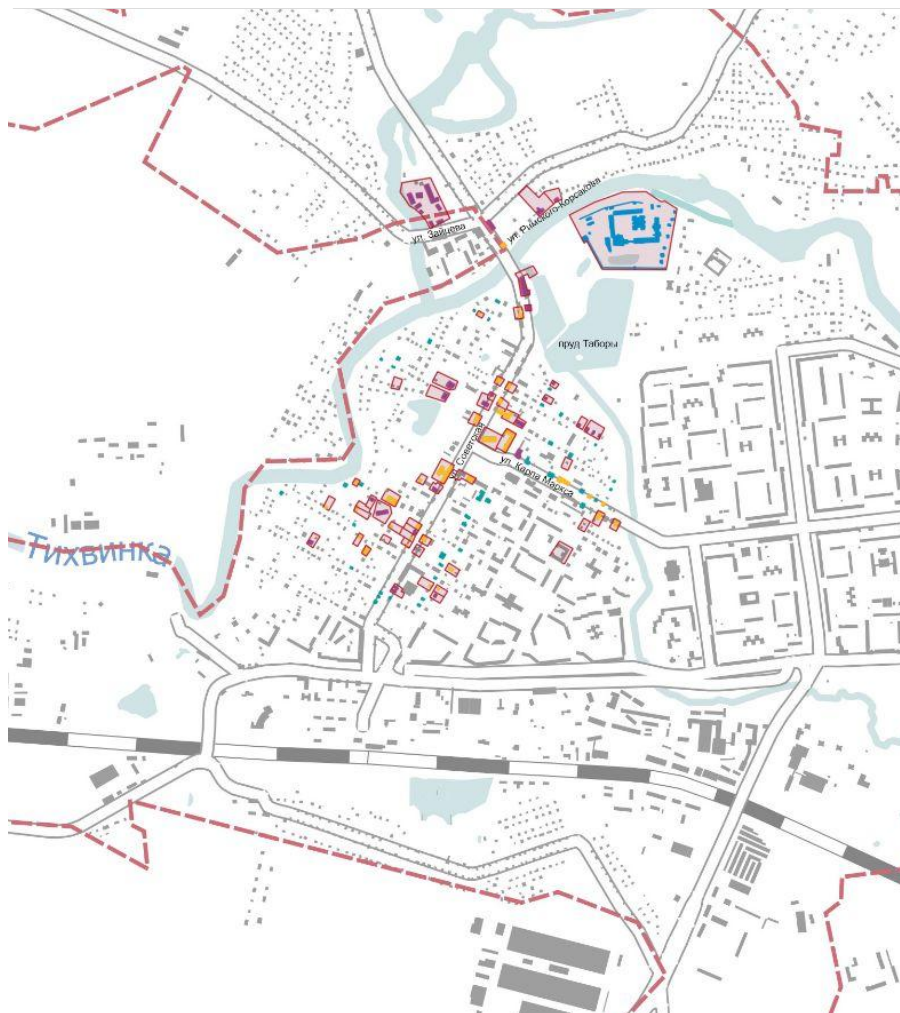 ул. Римского-Корсакова
ул. Зайцева
пруд Таборы
ул. Советская
ул. Карла Маркса
Тихвинка